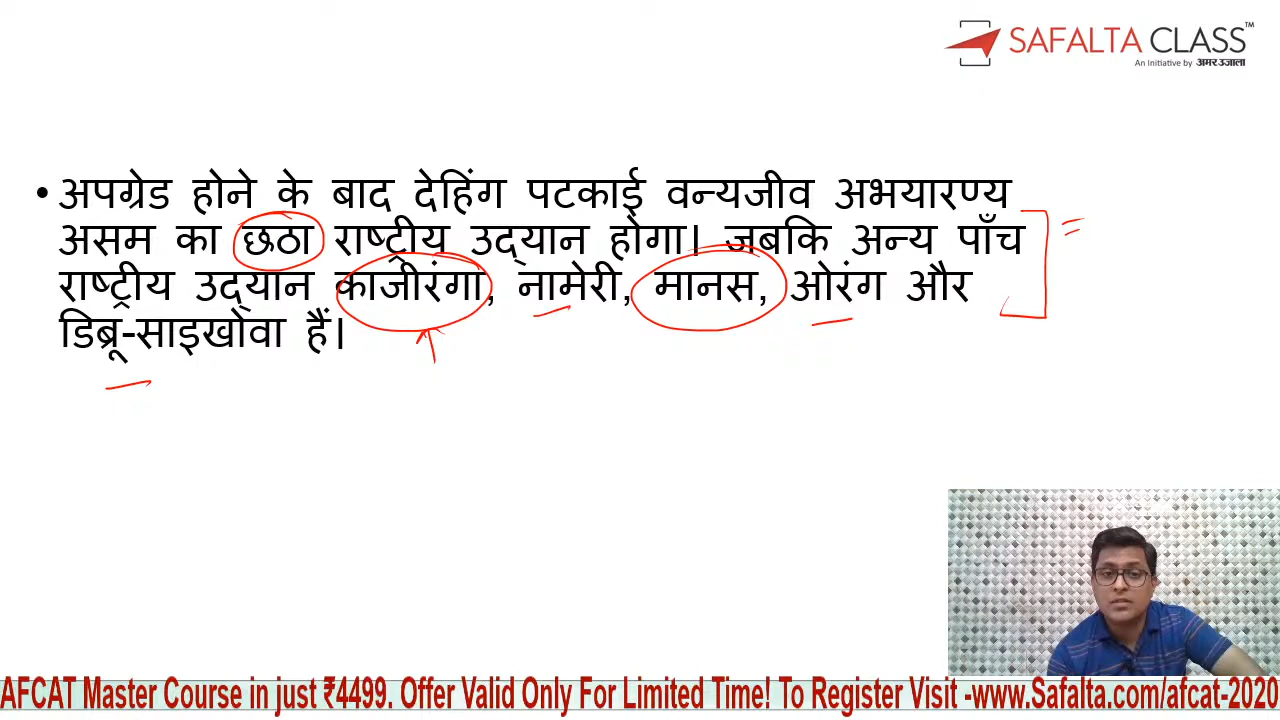 SAFALTA CLASS™
An Initiative by अमर उजाला
• अपग्रेड होने के बाद देहिंग पटकाई वन्यजीव अभयारण्य
असम का छठा राष्ट्रीय उद्यान होगा। जबकि अन्य पाँच
राष्ट्रीय उद्यान काजीरंगा, नामेरी, मानस, ओरंग और
डिब्रू-साइखोवा हैं।
AFCAT Master Course in just ₹4499. Offer Valid Only For Limited Time! To Register Visit -www.Safalta.com/afcat-2020